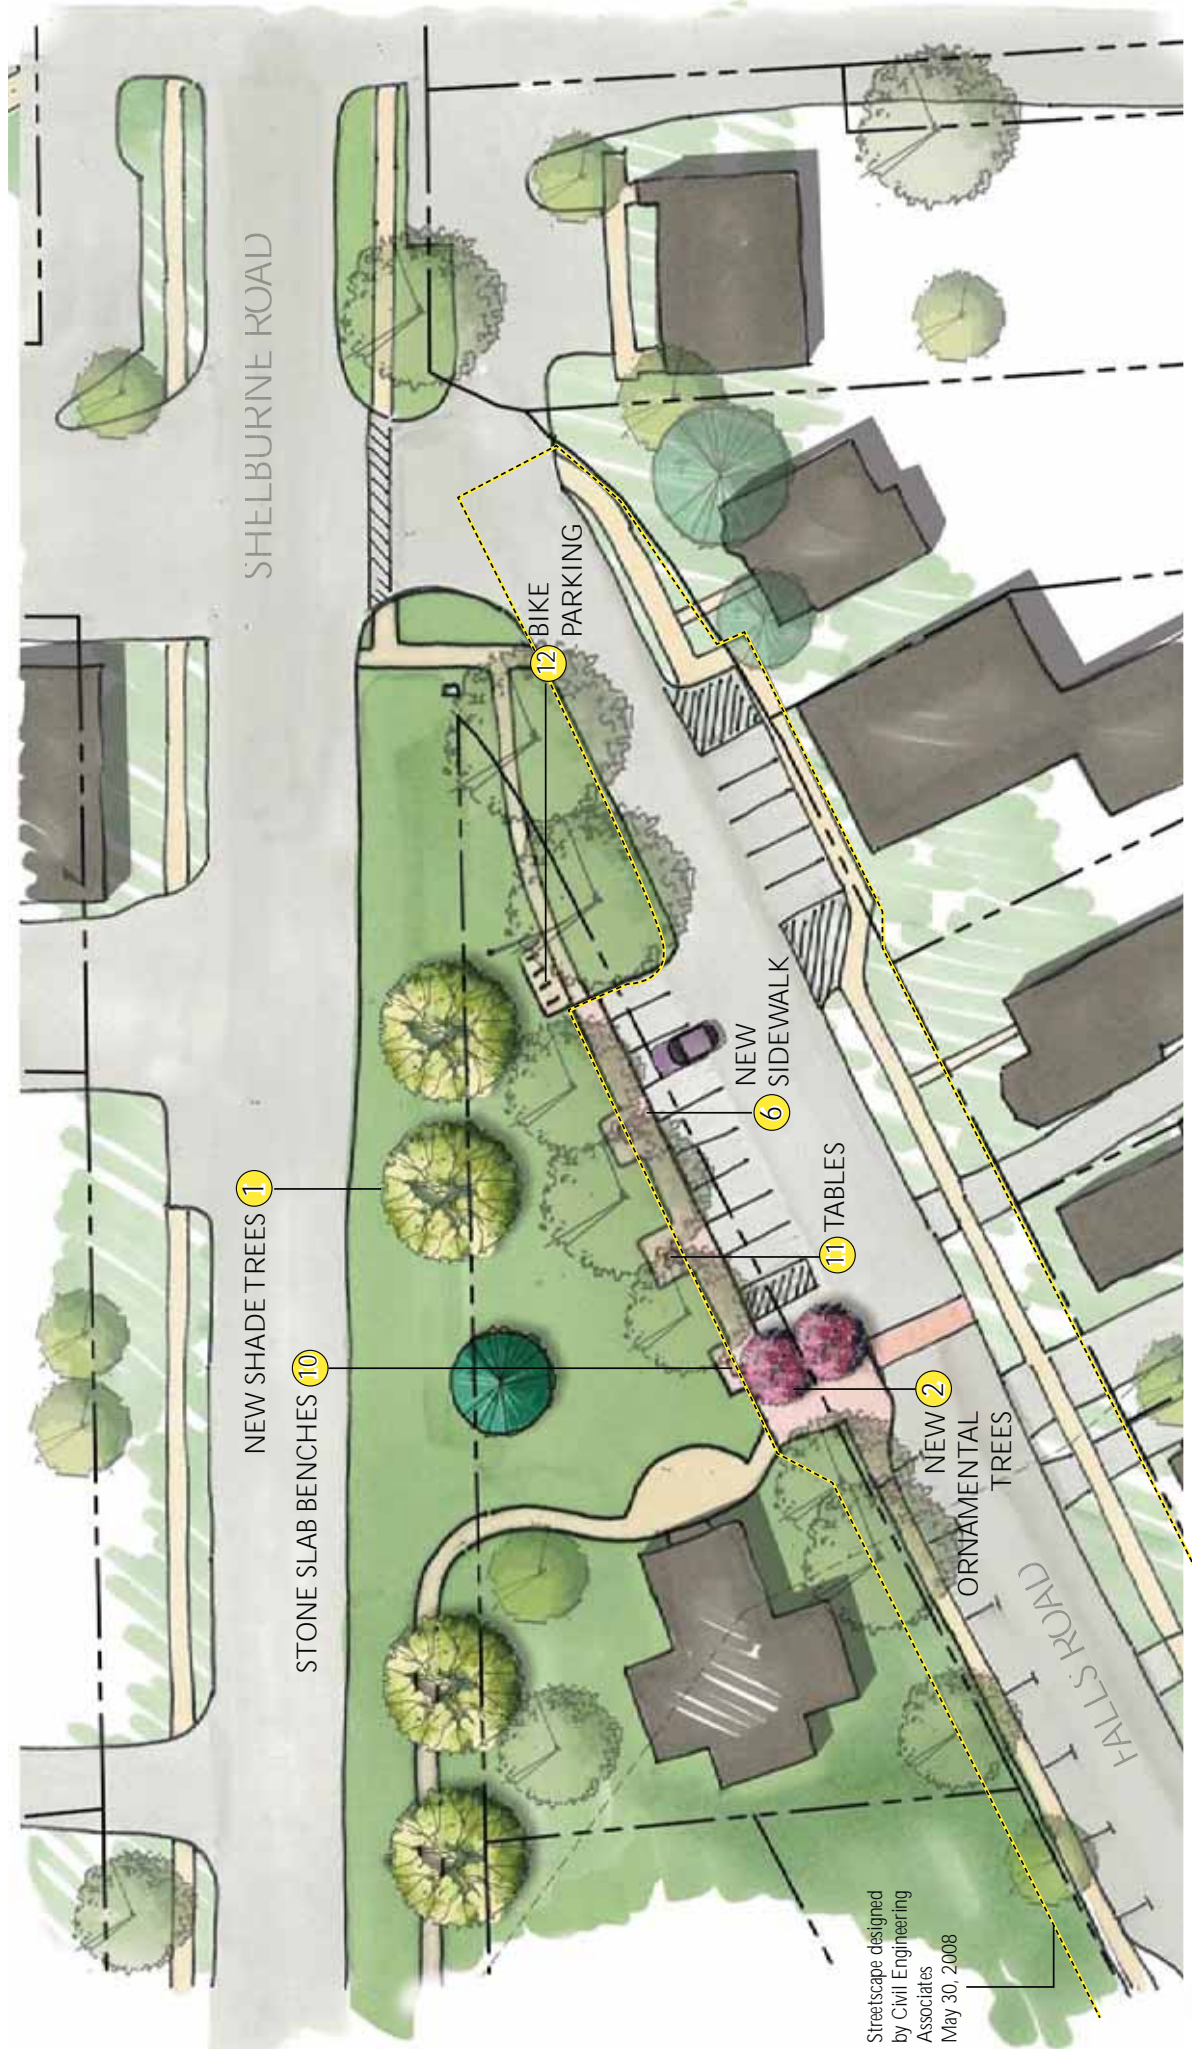 SHELBURNE ROAD
NEW SHADE TREES 1
STONE SLAB BENCHES 10
12 BIKE
PARKING
NEW
6 SIDEWALK
11 TABLES
NEW 2
ORNAMENTAL
TREES
FALLS ROAD
Streetscape designed
by Civil Engineering
Associates
May 30, 2008